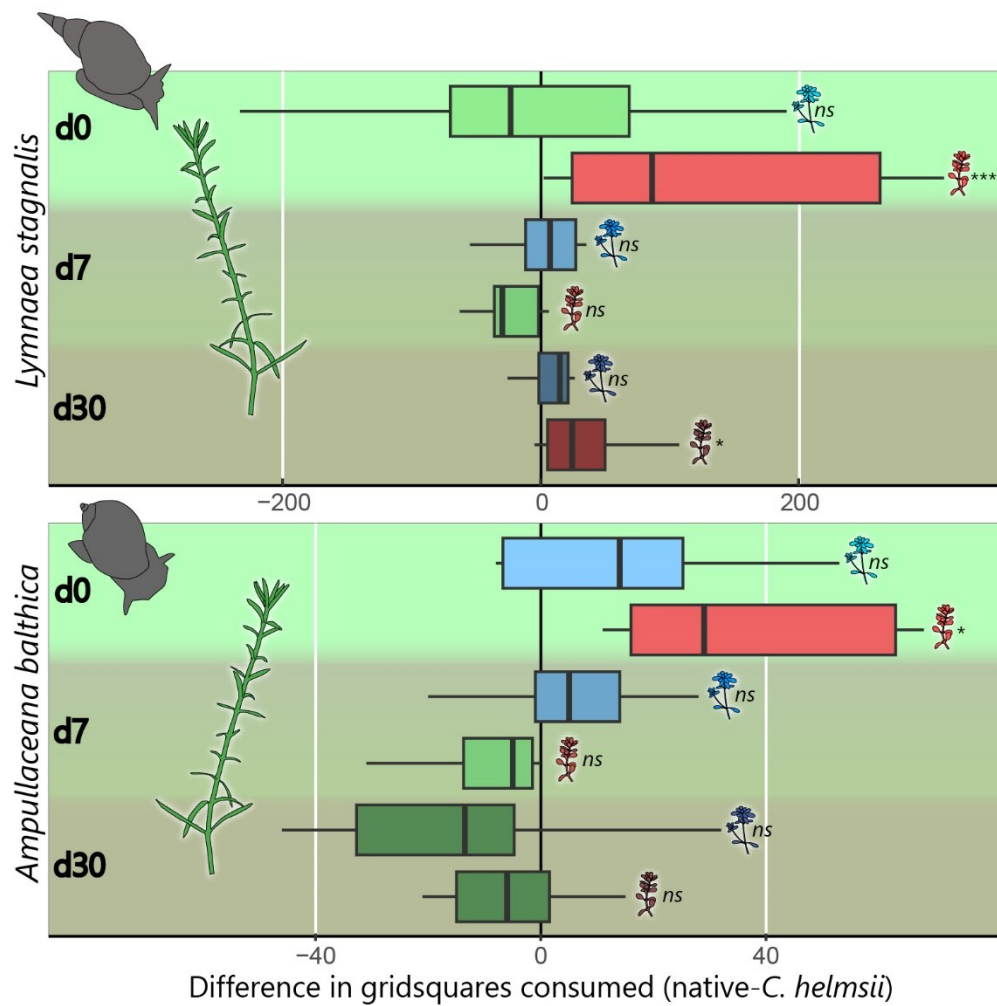 Lymnaea stagnalis
d0
ns
***
d7
ns
ns
d30
ns
*
−200
0
200
Ampullaceana balthica
d0
ns
*
d7
ns
ns
d30
ns
ns
−40
0
40
Difference in gridsquares consumed (native-C. helmsii)